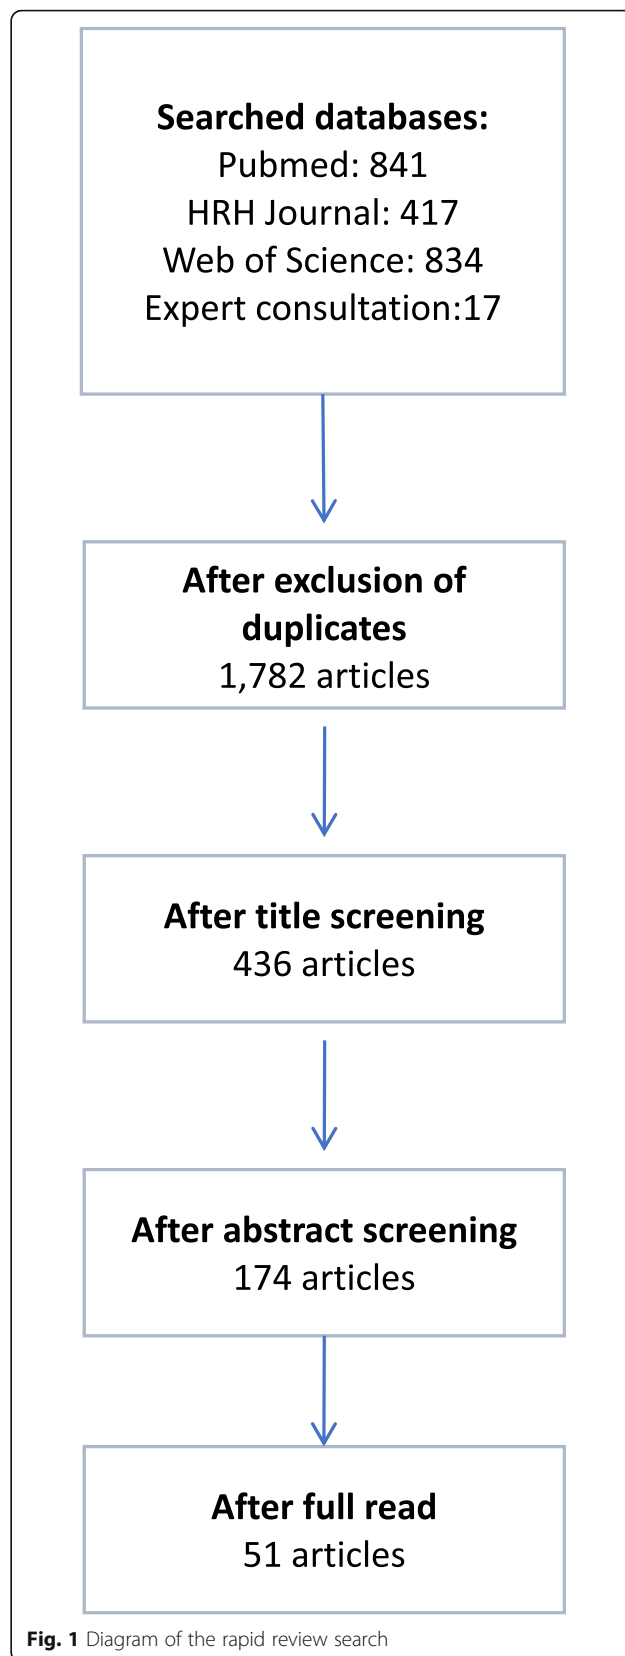 Searched databases:
Pubmed: 841
HRH Journal: 417
Web of Science: 834
Expert consultation:17
After exclusion of
duplicates
1,782 articles
After title screening
436 articles
After abstract screening
174 articles
After full read
51 articles
Fig. 1 Diagram of the rapid review search